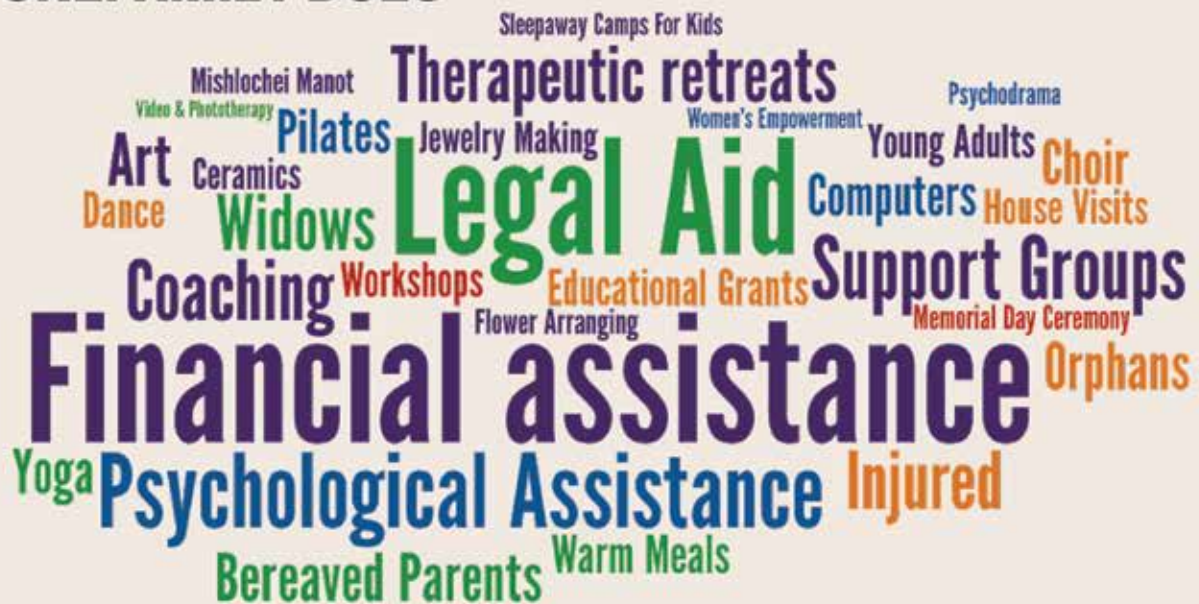 Sleepaway Camps For Kids
Therapeutic retreats
Mishlochei Manot
Psychodrama
Video & Phototherapy
Pilates
Jewelry Making
Women's Empowerment
Young Adults
Choir
Art
Ceramics
Legal Aid
Computers
House Visits
Dance
Widows
Coaching
Workshops
Educational Grants
Support Groups
Flower Arranging
Memorial Day Ceremony
Financial assistance
Orphans
Yoga
Psychological Assistance
Injured
Bereaved Parents
Warm Meals